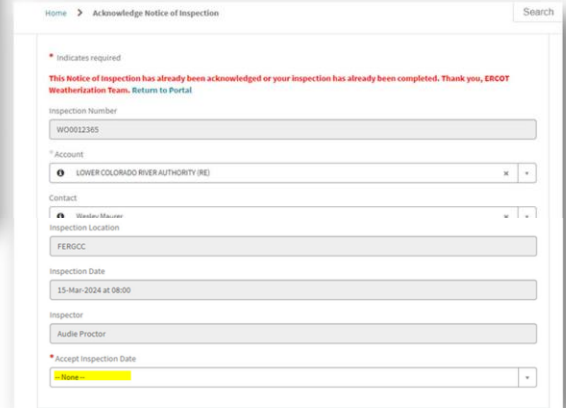 Home > Acknowledge Notice of Inspection
Search
* Indicates required
This Notice of Inspection has already been acknowledged or your inspection has already been completed. Thank you, ERCOT
Weatherization Team. Return to Portal
Inspection Number
WO0012365
* Account
LOWER COLORADO RIVER AUTHORITY (RE)
Contact
Wesley Maurer
Inspection Location
FERGCC
Inspection Date
15-Mar-2024 at 08:00
Inspector
Audie Proctor
* Accept Inspection Date
-- None --